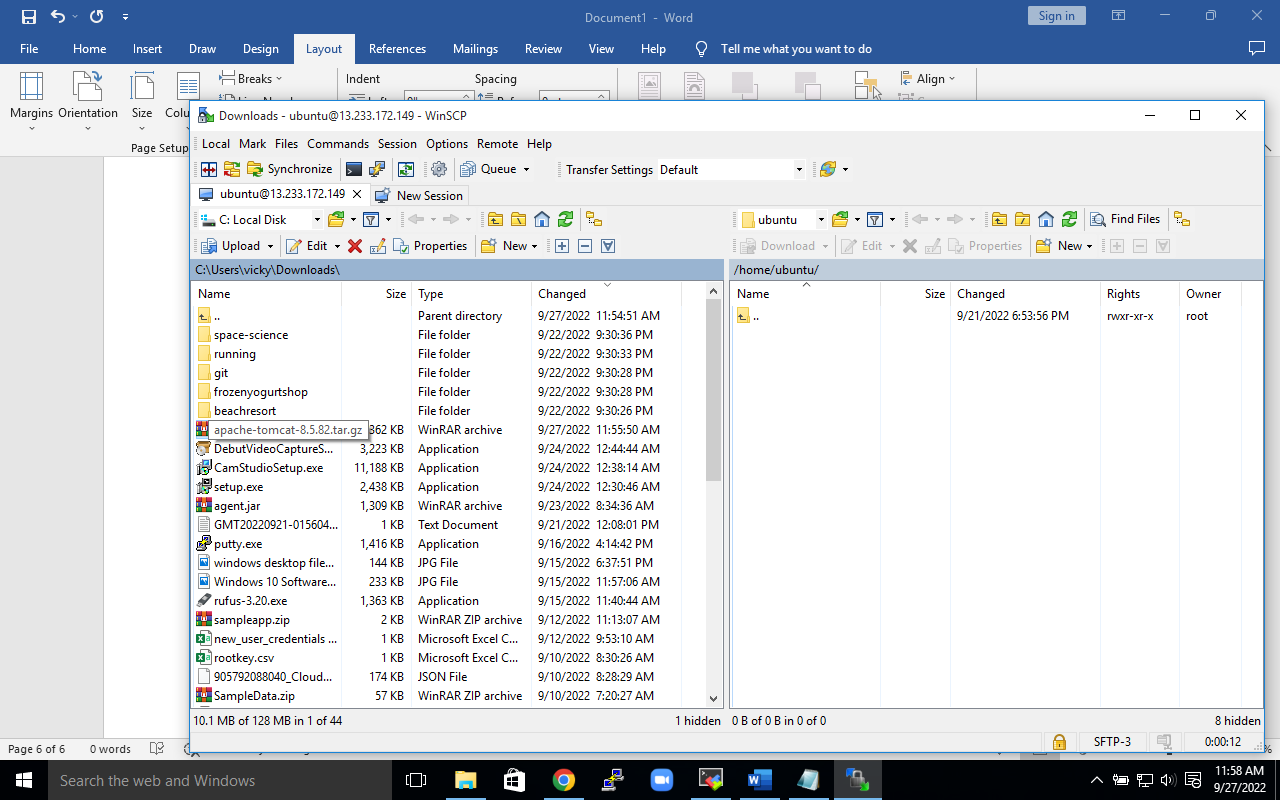 Document1 - Word
Sign in
File Home Insert Draw Design Layout References Mailings Review View Help Tell me what you want to do
Breaks Indent Spacing Align
Margins Orientation Size
Page Setup
Downloads - ubuntu@13.233.172.149 - WinSCP
Local Mark Files Commands Session Options Remote Help
Synchronize Queue Transfer Settings Default
ubuntu@13.233.172.149 New Session
C: Local Disk ubuntu Find Files
Upload Edit Properties New Download Edit Properties New
C:\Users\vicky\Downloads\ /home/ubuntu/
Name Size Type Changed Name Size Changed Rights Owner
.. Parent directory 9/27/2022 11:54:51 AM .. 9/21/2022 6:53:56 PM rwxr-xr-x root
space-science File folder 9/22/2022 9:30:36 PM
running File folder 9/22/2022 9:30:33 PM
git File folder 9/22/2022 9:30:28 PM
frozenyogurtshop File folder 9/22/2022 9:30:28 PM
beachresort File folder 9/22/2022 9:30:26 PM
apache-tomcat-8.5.82.tar.gz 362 KB WinRAR archive 9/27/2022 11:55:50 AM
DebutVideoCaptureS... 3,223 KB Application 9/24/2022 12:44:44 AM
CamStudioSetup.exe 11,188 KB Application 9/24/2022 12:38:14 AM
setup.exe 2,438 KB Application 9/24/2022 12:30:46 AM
agent.jar 1,309 KB WinRAR archive 9/23/2022 8:34:36 AM
GMT20220921-015604... 1 KB Text Document 9/21/2022 12:08:01 PM
putty.exe 1,416 KB Application 9/16/2022 4:14:42 PM
windows desktop file... 144 KB JPG File 9/15/2022 6:37:51 PM
Windows 10 Software... 233 KB JPG File 9/15/2022 11:57:06 AM
rufus-3.20.exe 1,363 KB Application 9/15/2022 11:40:44 AM
sampleapp.zip 2 KB WinRAR ZIP archive 9/12/2022 11:13:07 AM
new_user_credentials ... 1 KB Microsoft Excel C... 9/12/2022 9:53:10 AM
rootkey.csv 1 KB Microsoft Excel C... 9/10/2022 8:30:26 AM
905792088040_Cloud... 174 KB JSON File 9/10/2022 8:28:29 AM
SampleData.zip 57 KB WinRAR ZIP archive 9/10/2022 7:20:27 AM
10.1 MB of 128 MB in 1 of 44 1 hidden 0 B of 0 B in 0 of 0 8 hidden
SFTP-3 0:00:12
Page 6 of 6 0 words %
Search the web and Windows
11:58 AM
9/27/2022